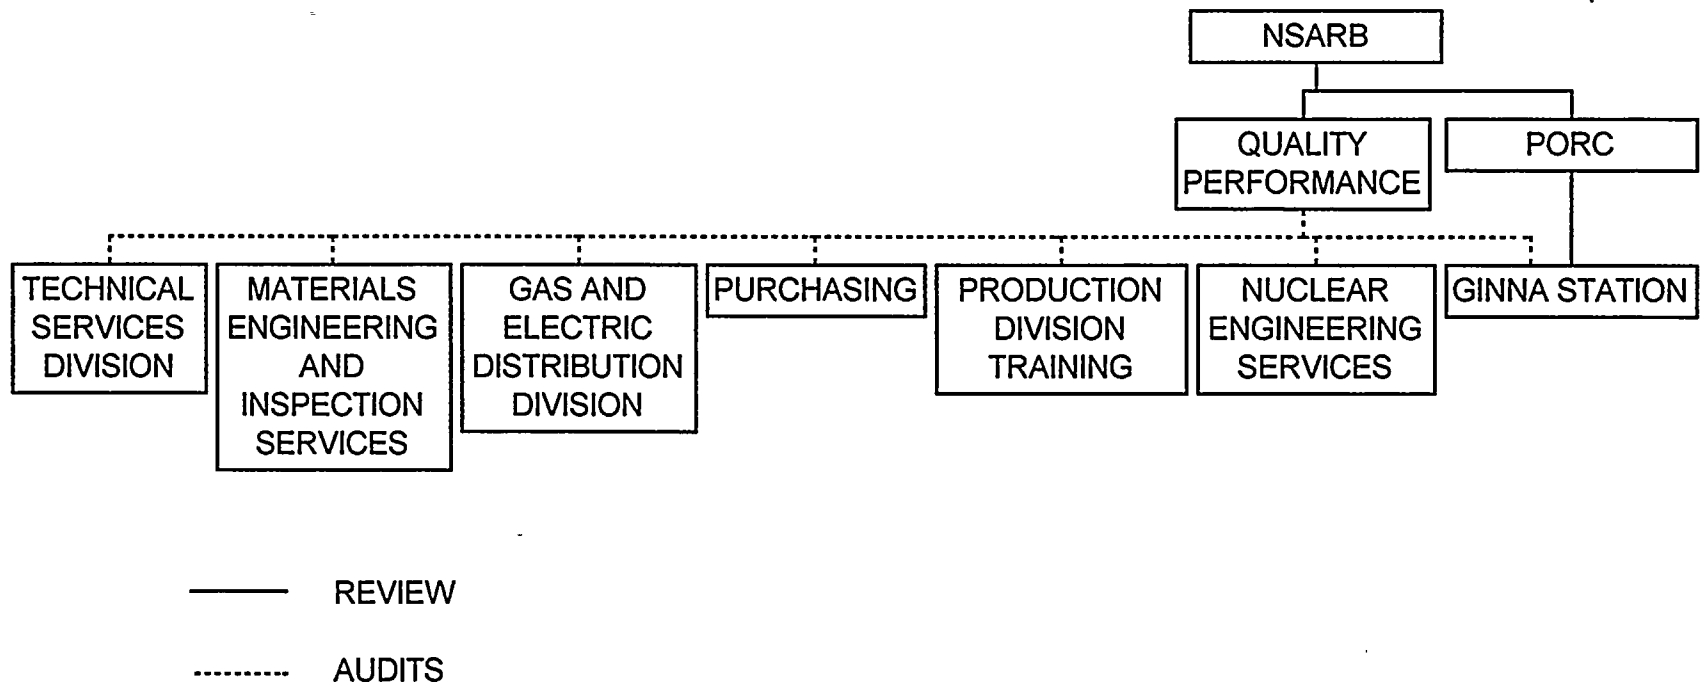 NSARB
QUALITY
PERFORMANCE
PORC
TECHNICAL
SERVICES
DIVISION
MATERIALS
ENGINEERING
AND
INSPECTION
SERVICES
GAS AND
ELECTRIC
DISTRIBUTION
DIVISION
PURCHASING
PRODUCTION
DIVISION
TRAINING
NUCLEAR
ENGINEERING
SERVICES
GINNA STATION
REVIEW
AUDITS